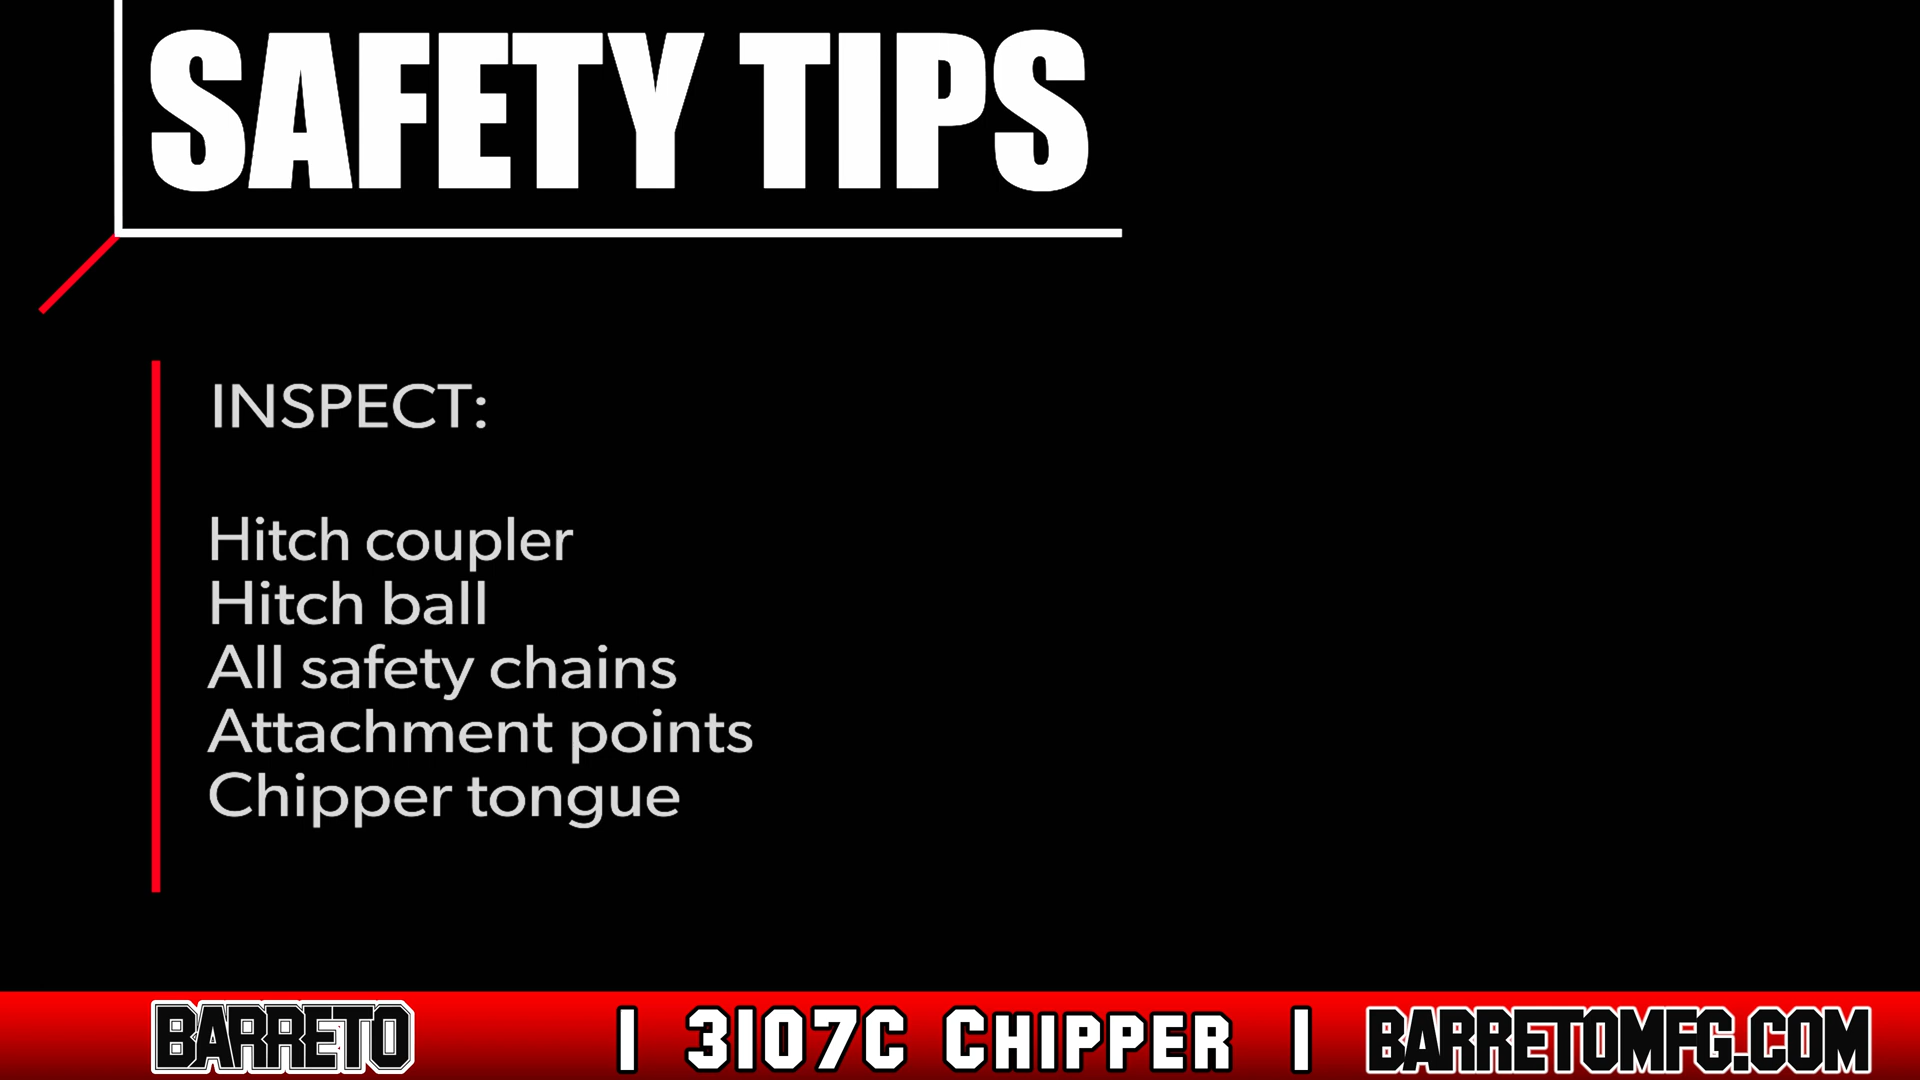 SAFETY TIPS
INSPECT:
Hitch coupler
Hitch ball
All safety chains
Attachment points
Chipper tongue
BARRETO | 3107C CHIPPER | BARRETOMFG.COM